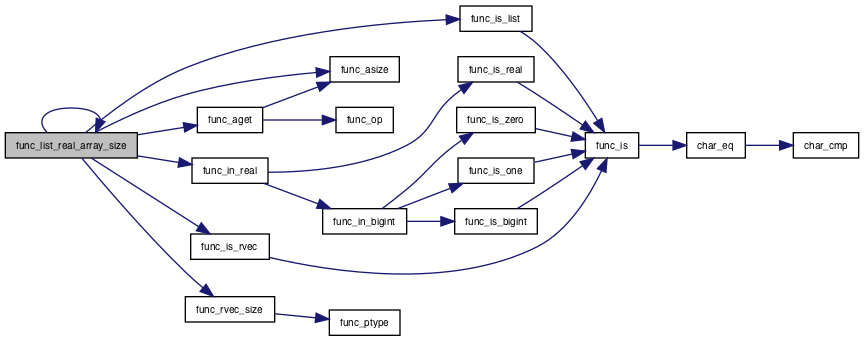 func_is_list
func_asize
func_is_real
func_aget
func_op
func_is_zero
func_list_real_array_size
func_is
char_eq
char_cmp
func_in_real
func_is_one
func_in_bigint
func_is_bigint
func_is_rvec
func_rvec_size
func_ptype